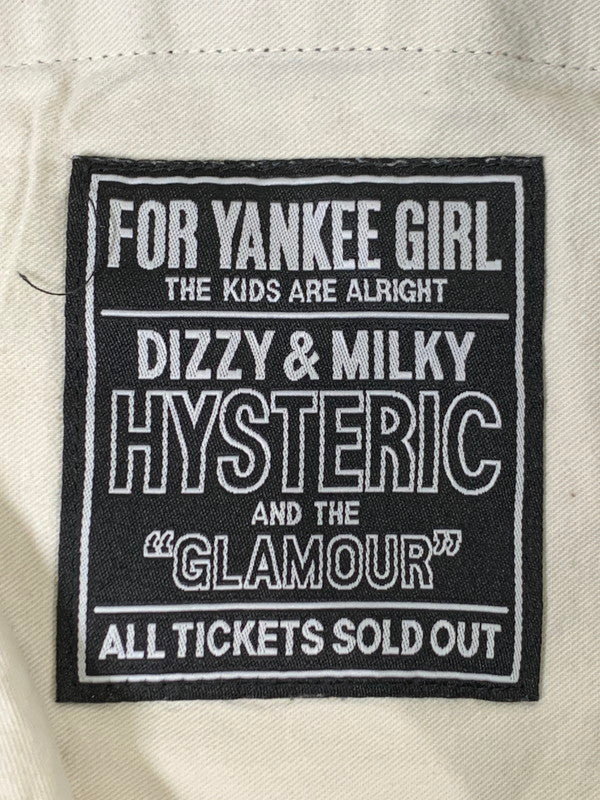 FOR YANKEE GIRL
THE KIDS ARE ALRIGHT
DIZZY & MILKY
HYSTERIC
AND THE
“GLAMOUR”
ALL TICKETS SOLD OUT